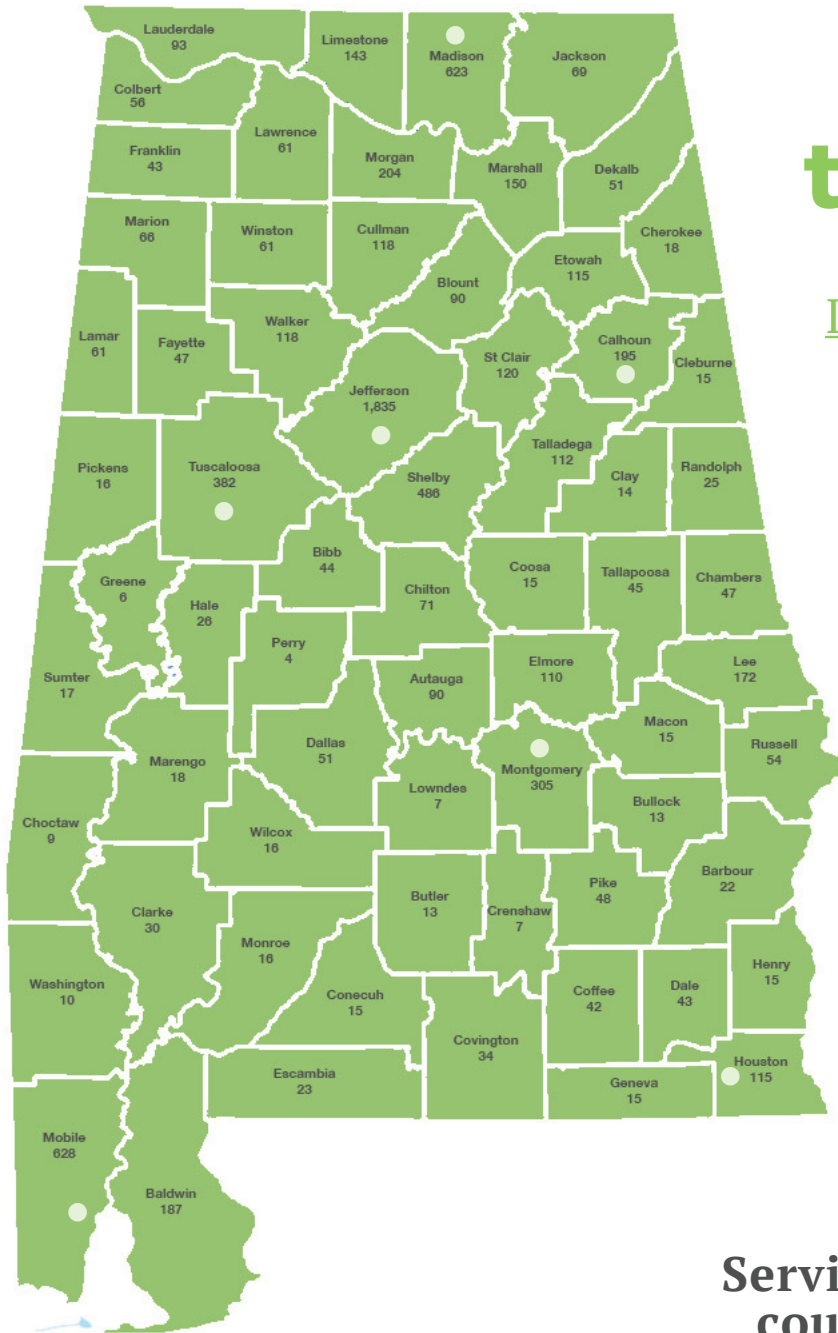 Lauderdale
93
Limestone
143
Madison
623
Jackson
69
Colbert
56
Lawrence
61
Franklin
43
Morgan
204
Marshall
150
Dekalb
51
Marion
66
Winston
61
Cullman
118
Cherokee
18
Etowah
115
Blount
90
Lamar
61
Fayette
47
Walker
118
St Clair
120
Calhoun
195
Cleburne
15
Jefferson
1,835
Pickens
16
Tuscaloosa
382
Shelby
486
Talladega
112
Clay
14
Randolph
25
Bibb
44
Greene
6
Hale
26
Chilton
71
Coosa
15
Tallapoosa
45
Chambers
47
Perry
4
Sumter
17
Autauga
90
Elmore
110
Lee
172
Macon
15
Russell
54
Marengo
18
Dallas
51
Lowndes
7
Montgomery
305
Bullock
13
Choctaw
9
Wilcox
16
Clarke
30
Butler
13
Crenshaw
7
Pike
48
Barbour
22
Monroe
16
Washington
10
Conecuh
15
Coffee
42
Dale
43
Henry
15
Covington
34
Escambia
23
Geneva
15
Houston
115
Mobile
628
Baldwin
187
t
Servi
cou